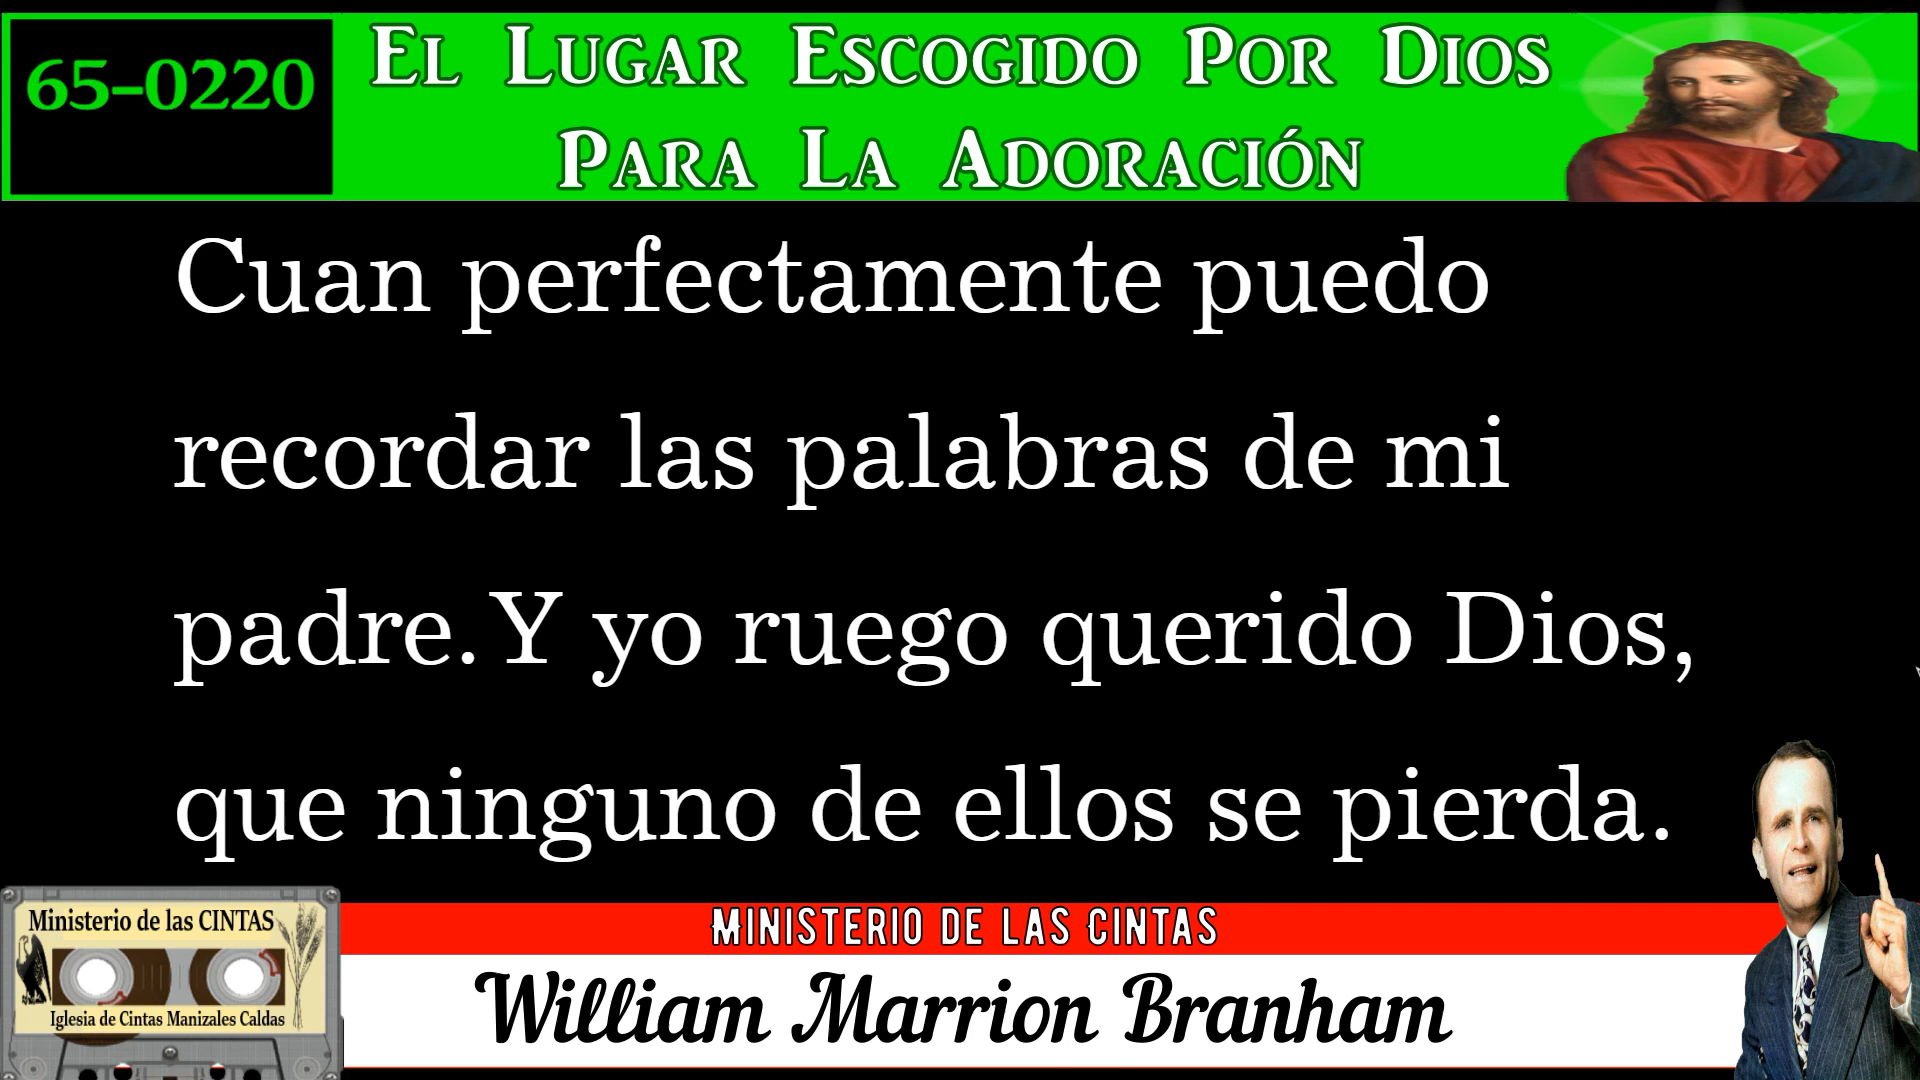 65-0220
El Lugar Escogido Por Dios
Para La Adoración
Cuan perfectamente puedo
recordar las palabras de mi
padre. Y yo ruego querido Dios,
que ninguno de ellos se pierda.
Ministerio de las CINTAS
Iglesia de Cintas Manizales Caldas
MINISTERIO DE LAS CINTAS
William Marrion Branham